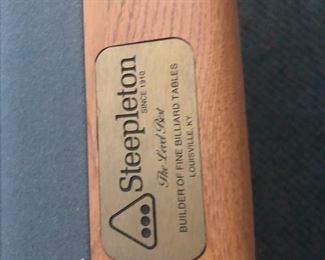 Steepleton
SINCE 1910
The Level Best
BUILDER OF FINE BILLIARD TABLES
LOUISVILLE, KY.